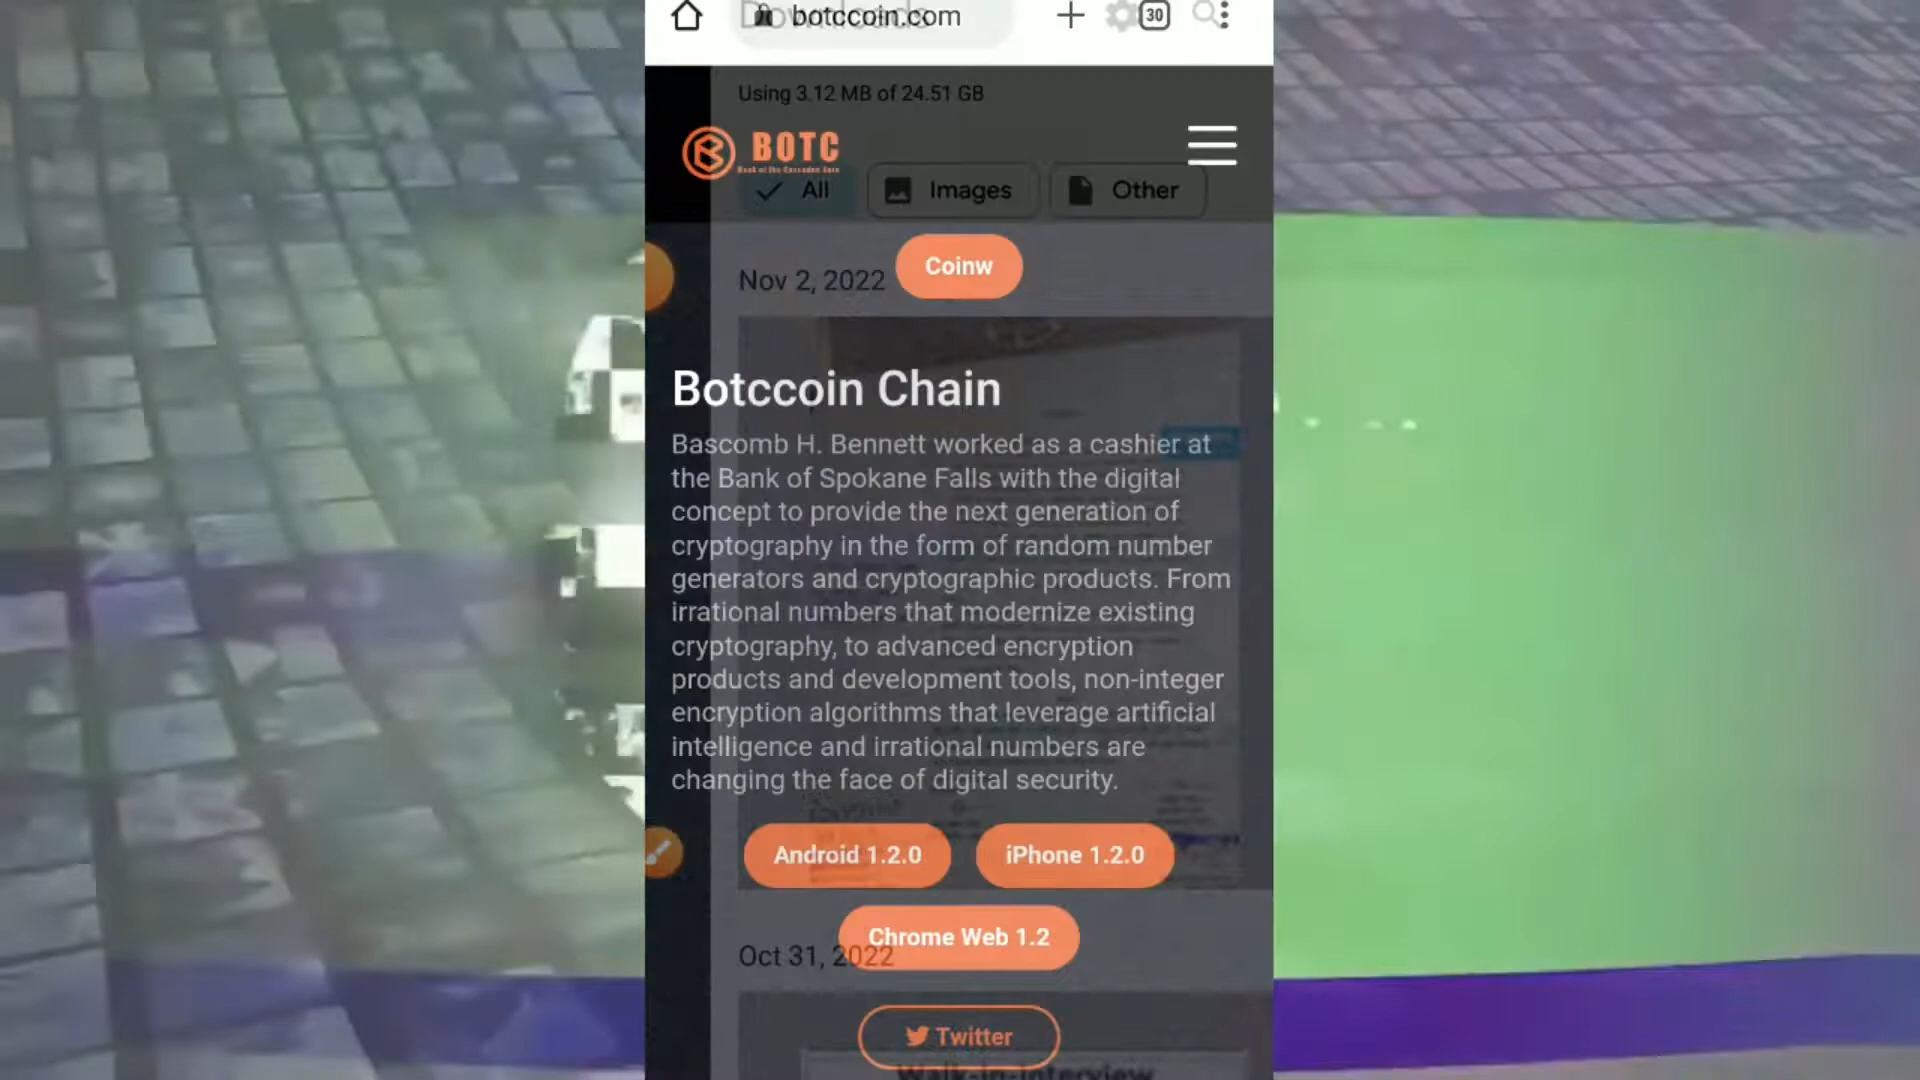 Downloads
botccoin.com
30
Using 3.12 MB of 24.51 GB
BOTC
All
Images
Other
Nov 2, 2022
Coinw
Botccoin Chain
Bascomb H. Bennett worked as a cashier at
the Bank of Spokane Falls with the digital
concept to provide the next generation of
cryptography in the form of random number
generators and cryptographic products. From
irrational numbers that modernize existing
cryptography, to advanced encryption
products and development tools, non-integer
encryption algorithms that leverage artificial
intelligence and irrational numbers are
changing the face of digital security.
Android 1.2.0
iPhone 1.2.0
Chrome Web 1.2
Oct 31, 2022
Twitter
Walk-in-interview